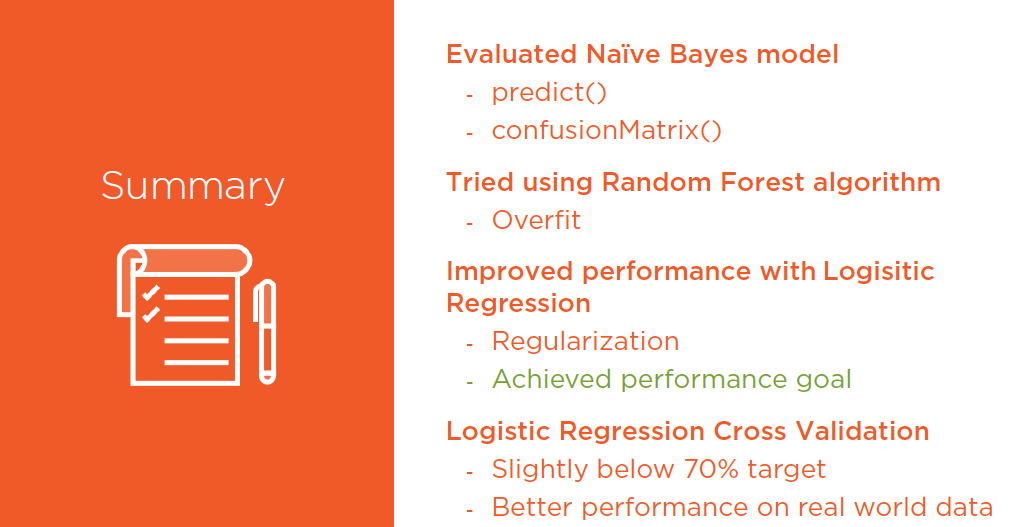 Summary
Evaluated Naïve Bayes model
- predict()
- confusionMatrix()
Tried using Random Forest algorithm
- Overfit
Improved performance with Logisitic
Regression
- Regularization
- Achieved performance goal
Logistic Regression Cross Validation
- Slightly below 70% target
- Better performance on real world data